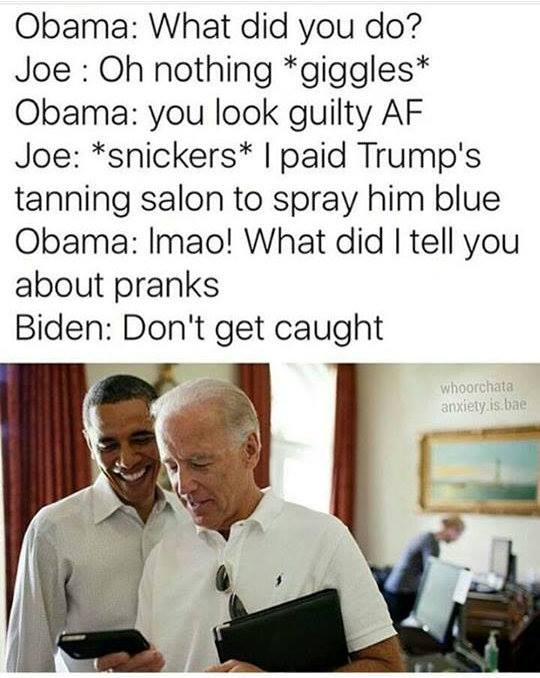 Obama: What did you do?
Joe : Oh nothing *giggles*
Obama: you look guilty AF
Joe: *snickers* I paid Trump's
tanning salon to spray him blue
Obama: lmao! What did I tell you
about pranks
Biden: Don't get caught
whoorchata
anxiety.is.bae